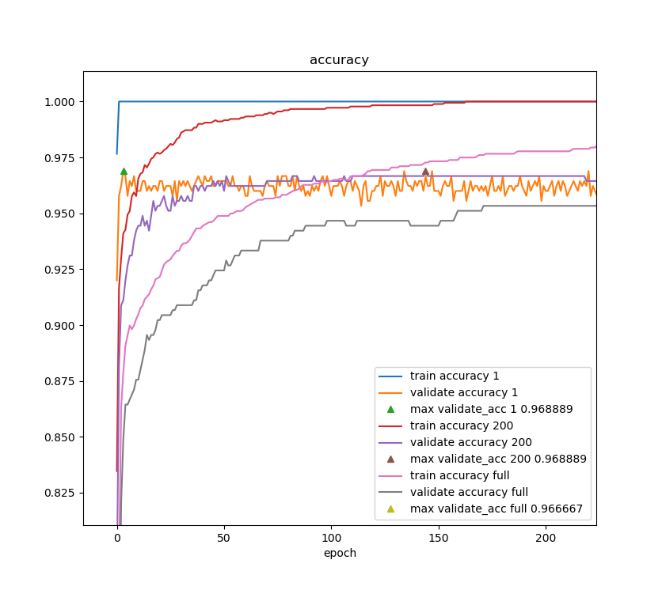 accuracy
1.000
0.975
0.950
0.925
0.900
0.875
0.850
0.825
0
50
100
150
200
epoch
train accuracy 1
validate accuracy 1
max validate_acc 1 0.968889
train accuracy 200
validate accuracy 200
max validate_acc 200 0.968889
train accuracy full
validate accuracy full
max validate_acc full 0.966667